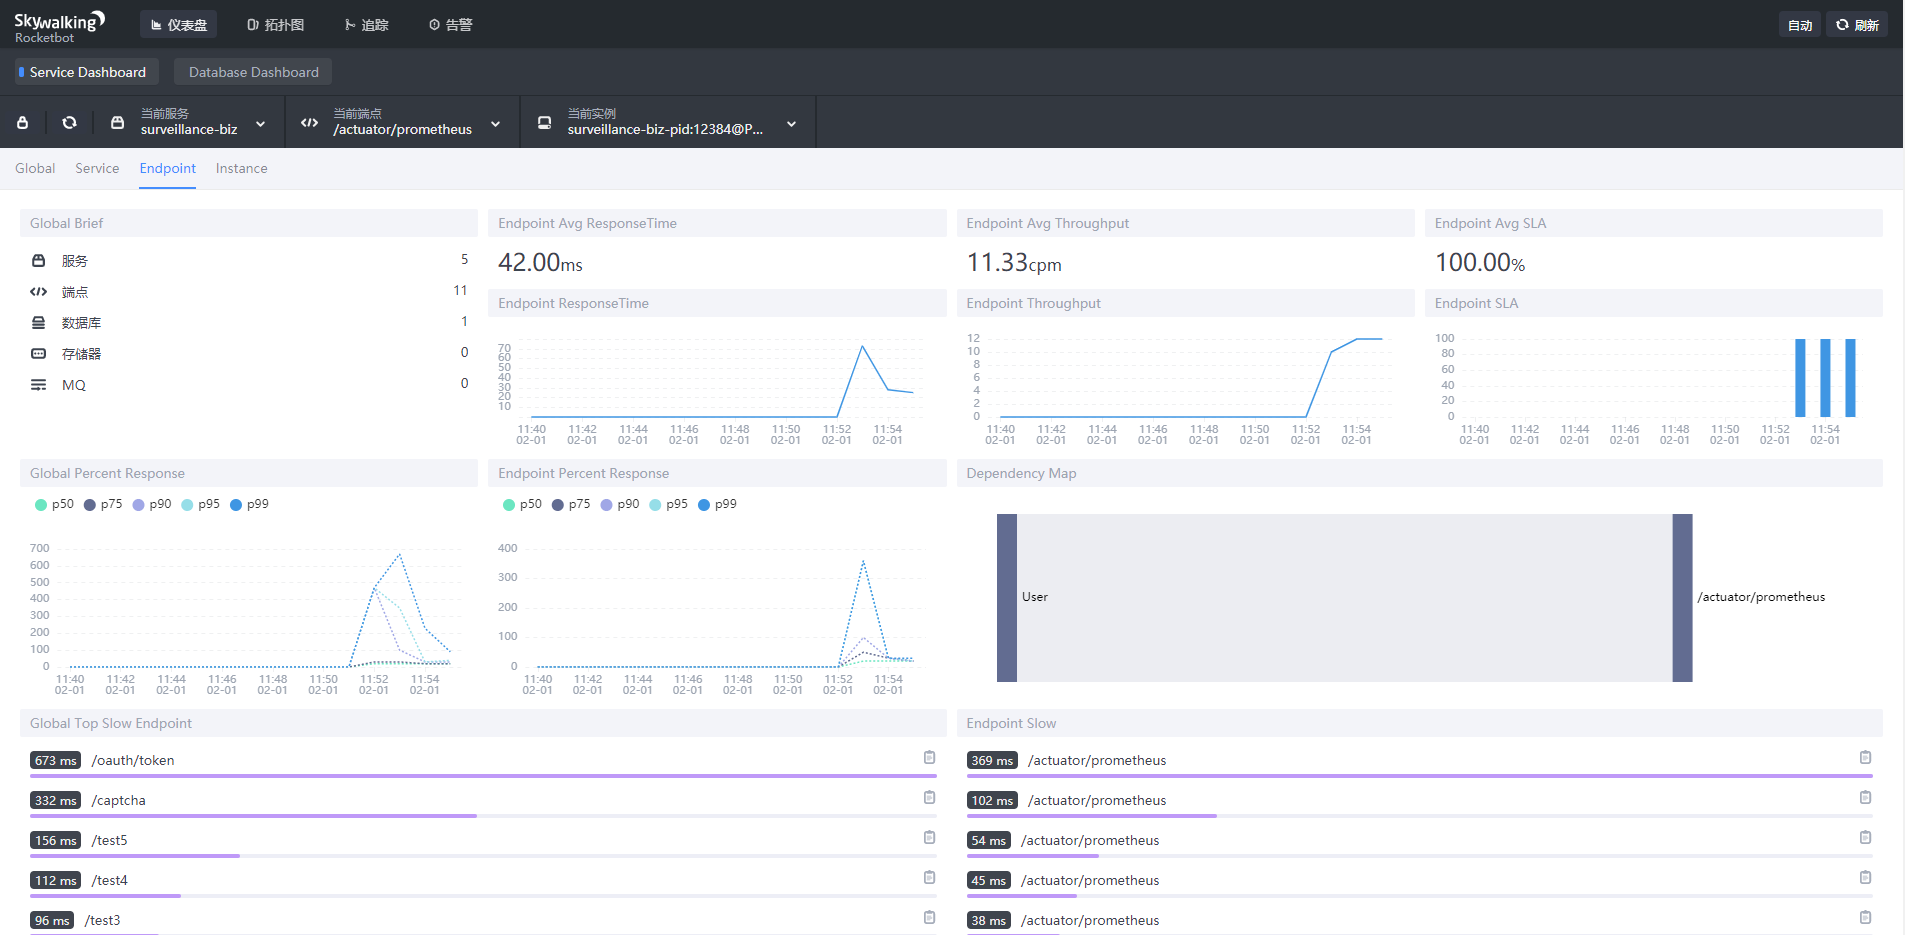 Skywalking
Rocketbot
仪表盘
拓扑图
追踪
告警
自动
刷新
Service Dashboard
Database Dashboard
当前服务
surveillance-biz
当前端点
/actuator/prometheus
当前实例
surveillance-biz-pid:12384@P...
Global
Service
Endpoint
Instance
Global Brief
服务 5
端点 11
数据库 1
存储器 0
MQ 0
Endpoint Avg ResponseTime
42.00ms
Endpoint Avg Throughput
11.33cpm
Endpoint Avg SLA
100.00%
Endpoint ResponseTime
70
60
50
40
30
20
10
11:40 11:42 11:44 11:46 11:48 11:50 11:52 11:54
02-01 02-01 02-01 02-01 02-01 02-01 02-01 02-01
Endpoint Throughput
12
10
8
6
4
2
0
11:40 11:42 11:44 11:46 11:48 11:50 11:52 11:54
02-01 02-01 02-01 02-01 02-01 02-01 02-01 02-01
Endpoint SLA
100
80
60
40
20
0
11:40 11:42 11:44 11:46 11:48 11:50 11:52 11:54
02-01 02-01 02-01 02-01 02-01 02-01 02-01 02-01
Global Percent Response
p50 p75 p90 p95 p99
700
600
500
400
300
200
100
0
11:40 11:42 11:44 11:46 11:48 11:50 11:52 11:54
02-01 02-01 02-01 02-01 02-01 02-01 02-01 02-01
Endpoint Percent Response
p50 p75 p90 p95 p99
400
300
200
100
0
11:40 11:42 11:44 11:46 11:48 11:50 11:52 11:54
02-01 02-01 02-01 02-01 02-01 02-01 02-01 02-01
Dependency Map
User
/actuator/prometheus
Global Top Slow Endpoint
673 ms /oauth/token
332 ms /captcha
156 ms /test5
112 ms /test4
96 ms /test3
Endpoint Slow
369 ms /actuator/prometheus
102 ms /actuator/prometheus
54 ms /actuator/prometheus
45 ms /actuator/prometheus
38 ms /actuator/prometheus